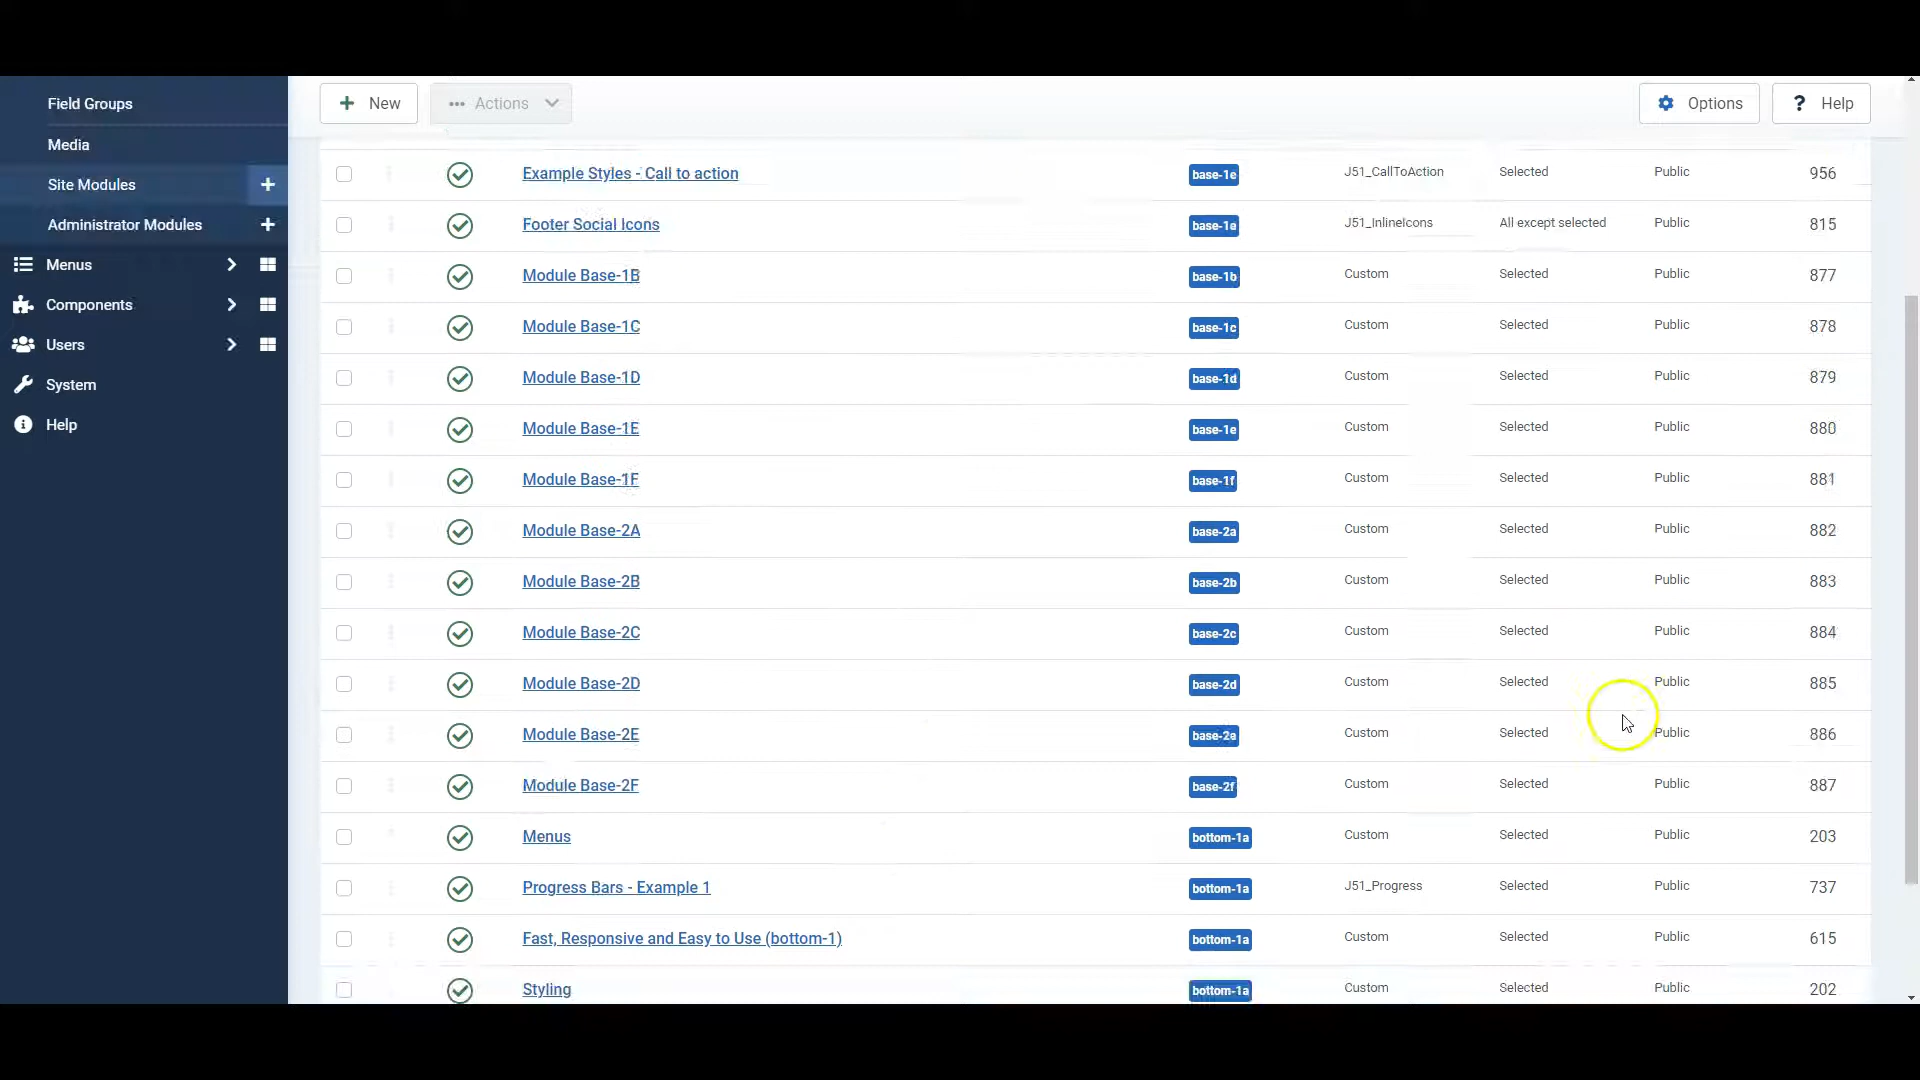 Field Groups
Media
Site Modules
Administrator Modules
Menus
Components
Users
System
Help
New
Actions
Options
Help
Example Styles - Call to action base-1e J51_CallToAction Selected Public 956
Footer Social Icons base-1a J51_InlineIcons All except selected Public 815
Module Base-1B base-1b Custom Selected Public 877
Module Base-1C base-1c Custom Selected Public 878
Module Base-1D base-1d Custom Selected Public 879
Module Base-1E base-1e Custom Selected Public 880
Module Base-1F base-1f Custom Selected Public 881
Module Base-2A base-2a Custom Selected Public 882
Module Base-2B base-2b Custom Selected Public 883
Module Base-2C base-2c Custom Selected Public 884
Module Base-2D base-2d Custom Selected Public 885
Module Base-2E base-2e Custom Selected Public 886
Module Base-2F base-2f Custom Selected Public 887
Menus bottom-1a Custom Selected Public 203
Progress Bars - Example 1 bottom-1a J51_Progress Selected Public 737
Fast, Responsive and Easy to Use (bottom-1) bottom-1a Custom Selected Public 615
Styling bottom-1a Custom Selected Public 202